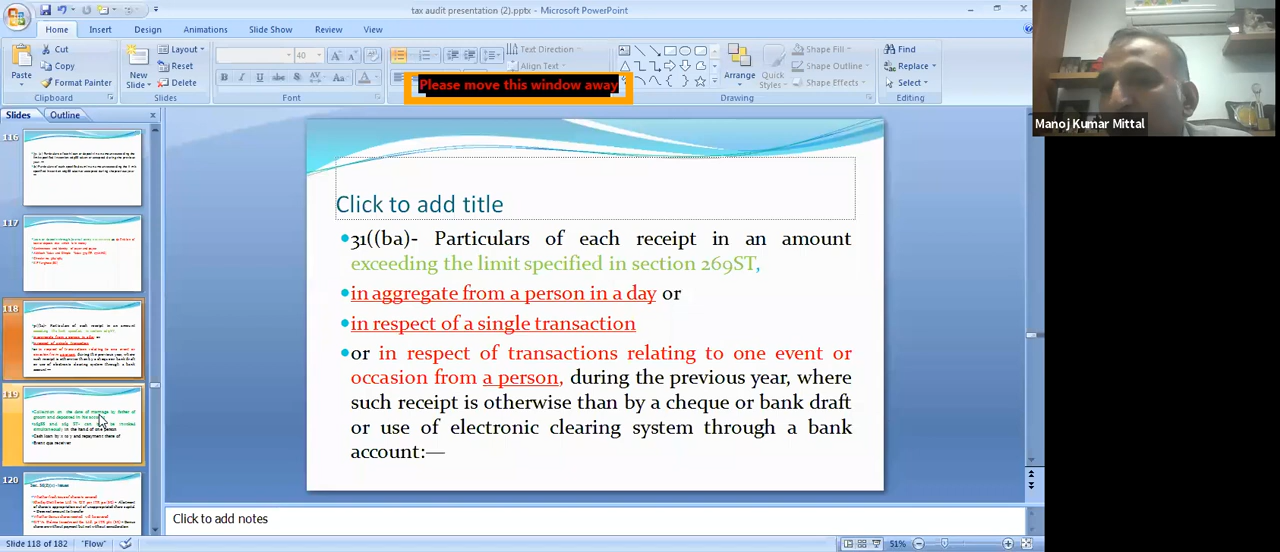 tax audit presentation (2).pptx - Microsoft PowerPoint
Home Insert Design Slide Show Animations Review View
Cut
Copy
Format Painter
Paste
Clipboard
New
Slide
Layout
Reset
Delete
Slides
40
Font
Text Direction
Align Text
Please move this window away
Arrange
Quick
Styles
Shape Fill
Shape Outline
Shape Effects
Drawing
Find
Replace
Select
Editing
Manoj Kumar Mittal
Slides Outline
116
117
118
119
120
Click to add title
31((ba)- Particulars of each receipt in an amount
exceeding the limit specified in section 269ST,
in aggregate from a person in a day or
in respect of a single transaction
or in respect of transactions relating to one event or
occasion from a person, during the previous year, where
such receipt is otherwise than by a cheque or bank draft
or use of electronic clearing system through a bank
account:—
Click to add notes
Slide 118 of 182
"Flow"
51%